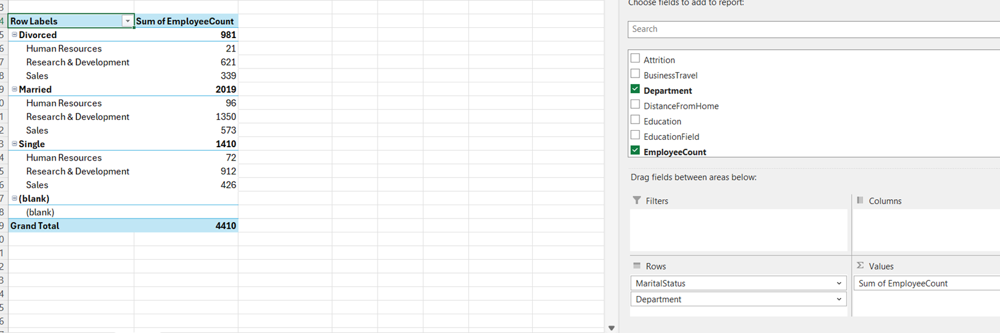 3
4 Row Labels Sum of EmployeeCount
5 Divorced 981
6 Human Resources 21
7 Research & Development 621
8 Sales 339
9 Married 2019
0 Human Resources 96
1 Research & Development 1350
2 Sales 573
3 Single 1410
4 Human Resources 72
5 Research & Development 912
6 Sales 426
7 (blank)
8 (blank)
9 Grand Total 4410
0
1
2
3
4
5
6
Choose fields to add to report:
Search
Attrition
BusinessTravel
Department
DistanceFromHome
Education
EducationField
EmployeeCount
Drag fields between areas below:
Filters
Columns
Rows
Values
MaritalStatus
Sum of EmployeeCount
Department